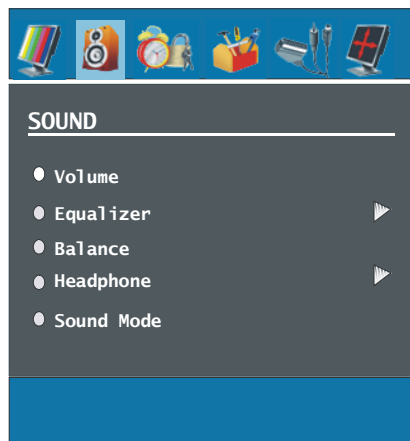 SOUND
Volume
Equalizer
Balance
Headphone
Sound Mode